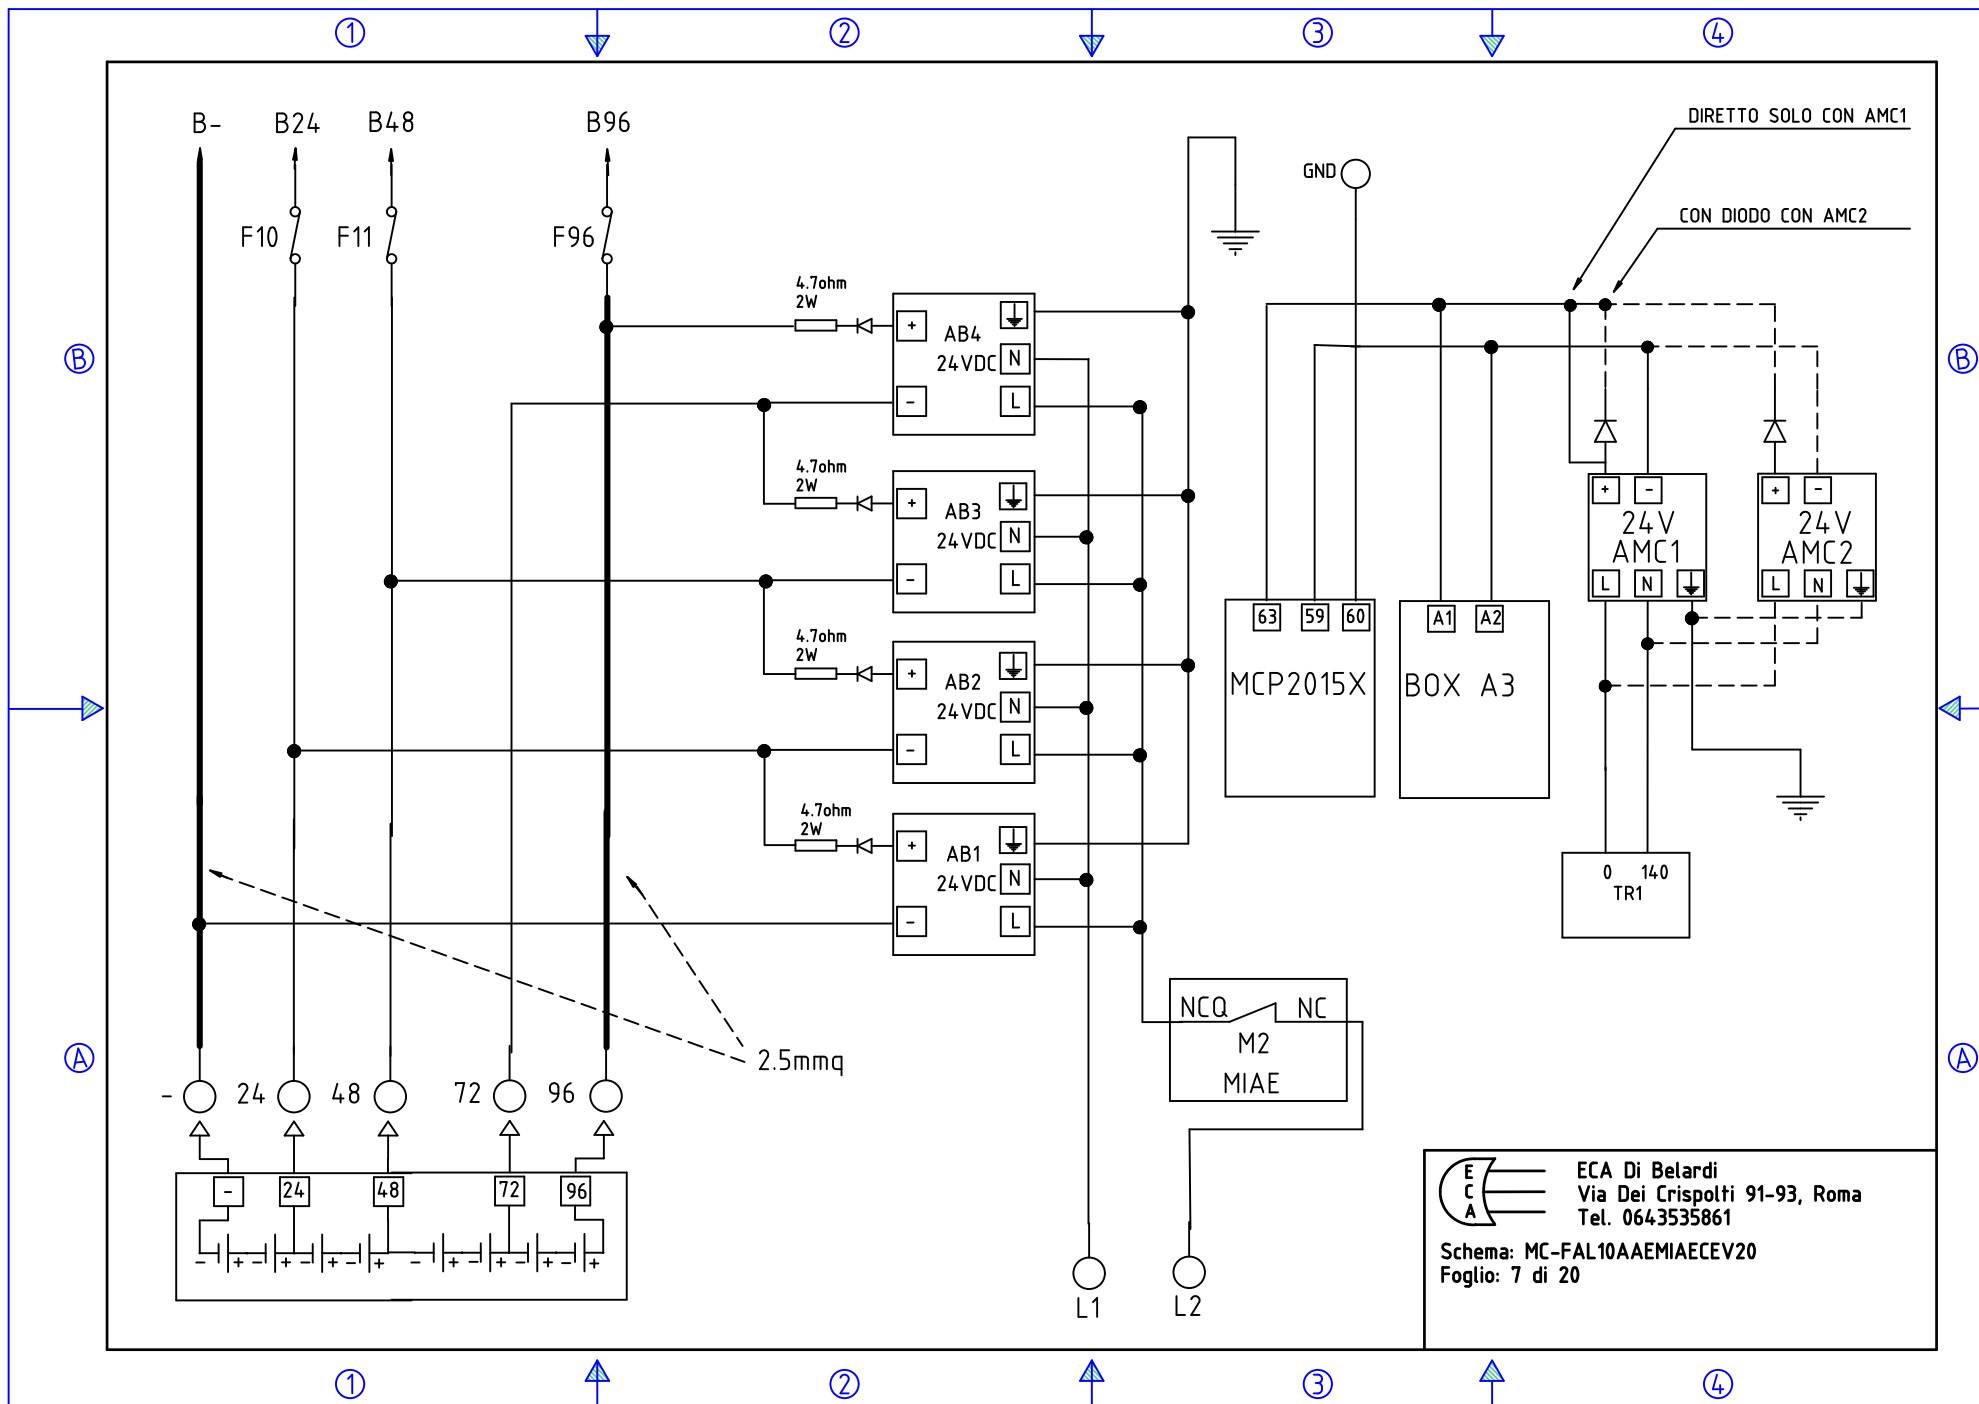 1 2 3 4
B- B24 B48 B96
DIRETTO SOLO CON AMC1
GND
CON DIODO CON AMC2
F10 F11 F96
4.7ohm
2W
+ AB4
24VDC N
- L
B B
4.7ohm
2W
+ AB3
24VDC N
- L
+ - + -
24V 24V
AMC1 AMC2
L N L N
63 59 60 A1 A2
MCP2015X BOX A3
4.7ohm
2W
+ AB2
24VDC N
- L
4.7ohm
2W
+ AB1
24VDC N
- L
0 140
TR1
NCQ NC
M2
MIAE
2.5mmq
A A
- 24 48 72 96
- 24 48 72 96
- + - + - + - + - + - + - + - +
L1 L2
E
C
A
ECA Di Belardi
Via Dei Crispolti 91-93, Roma
Tel. 0643535861
Schema: MC-FAL10AAEMIAECEV20
Foglio: 7 di 20
1 2 3 4